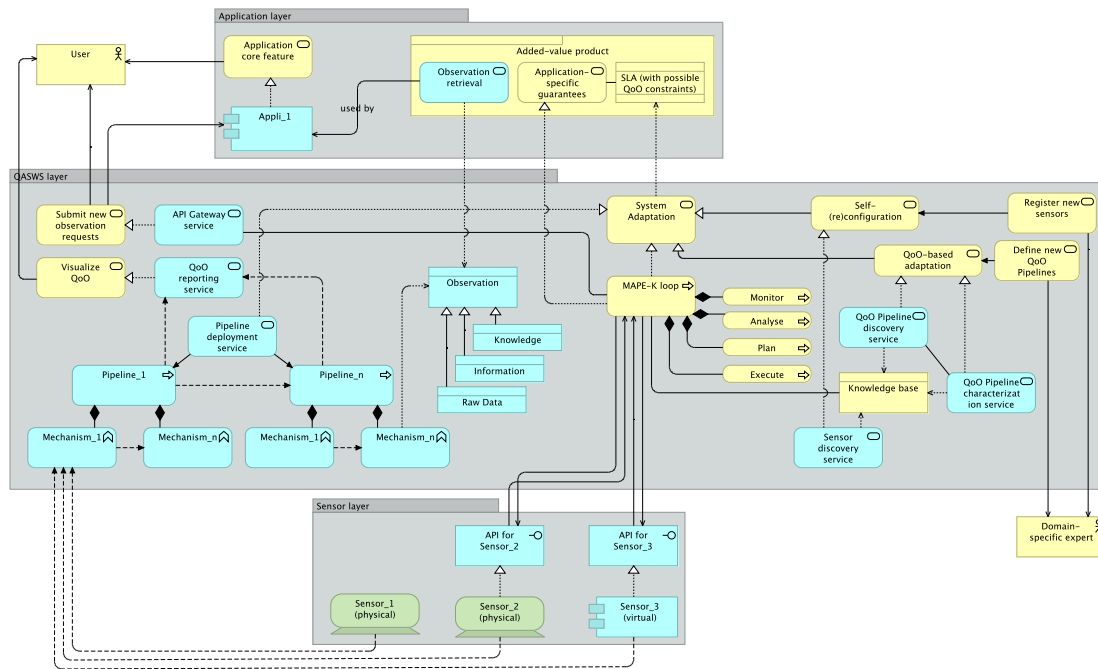 Application layer
User
Application
core feature
Added-value product
Observation
retrieval
Application-
specific
guarantees
SLA (with possible
QoO constraints)
used by
Appli_1
QASWS layer
Submit new
observation
requests
API Gateway
service
System
Adaptation
Self-
(re)configuration
Register new
sensors
Visualize
QoO
QoO
reporting
service
Observation
MAPE-K loop
QoO-based
adaptation
Define new
QoO
Pipelines
Monitor
Analyse
Plan
Execute
Pipeline
deployment
service
Knowledge
Information
Raw Data
QoO Pipeline
discovery
service
Pipeline_1
Pipeline_n
Knowledge base
QoO Pipeline
characterizat
ion service
Mechanism_1
Mechanism_n
Mechanism_1
Mechanism_n
Sensor
discovery
service
Sensor layer
API for
Sensor_2
API for
Sensor_3
Domain-
specific expert
Sensor_1
(physical)
Sensor_2
(physical)
Sensor_3
(virtual)